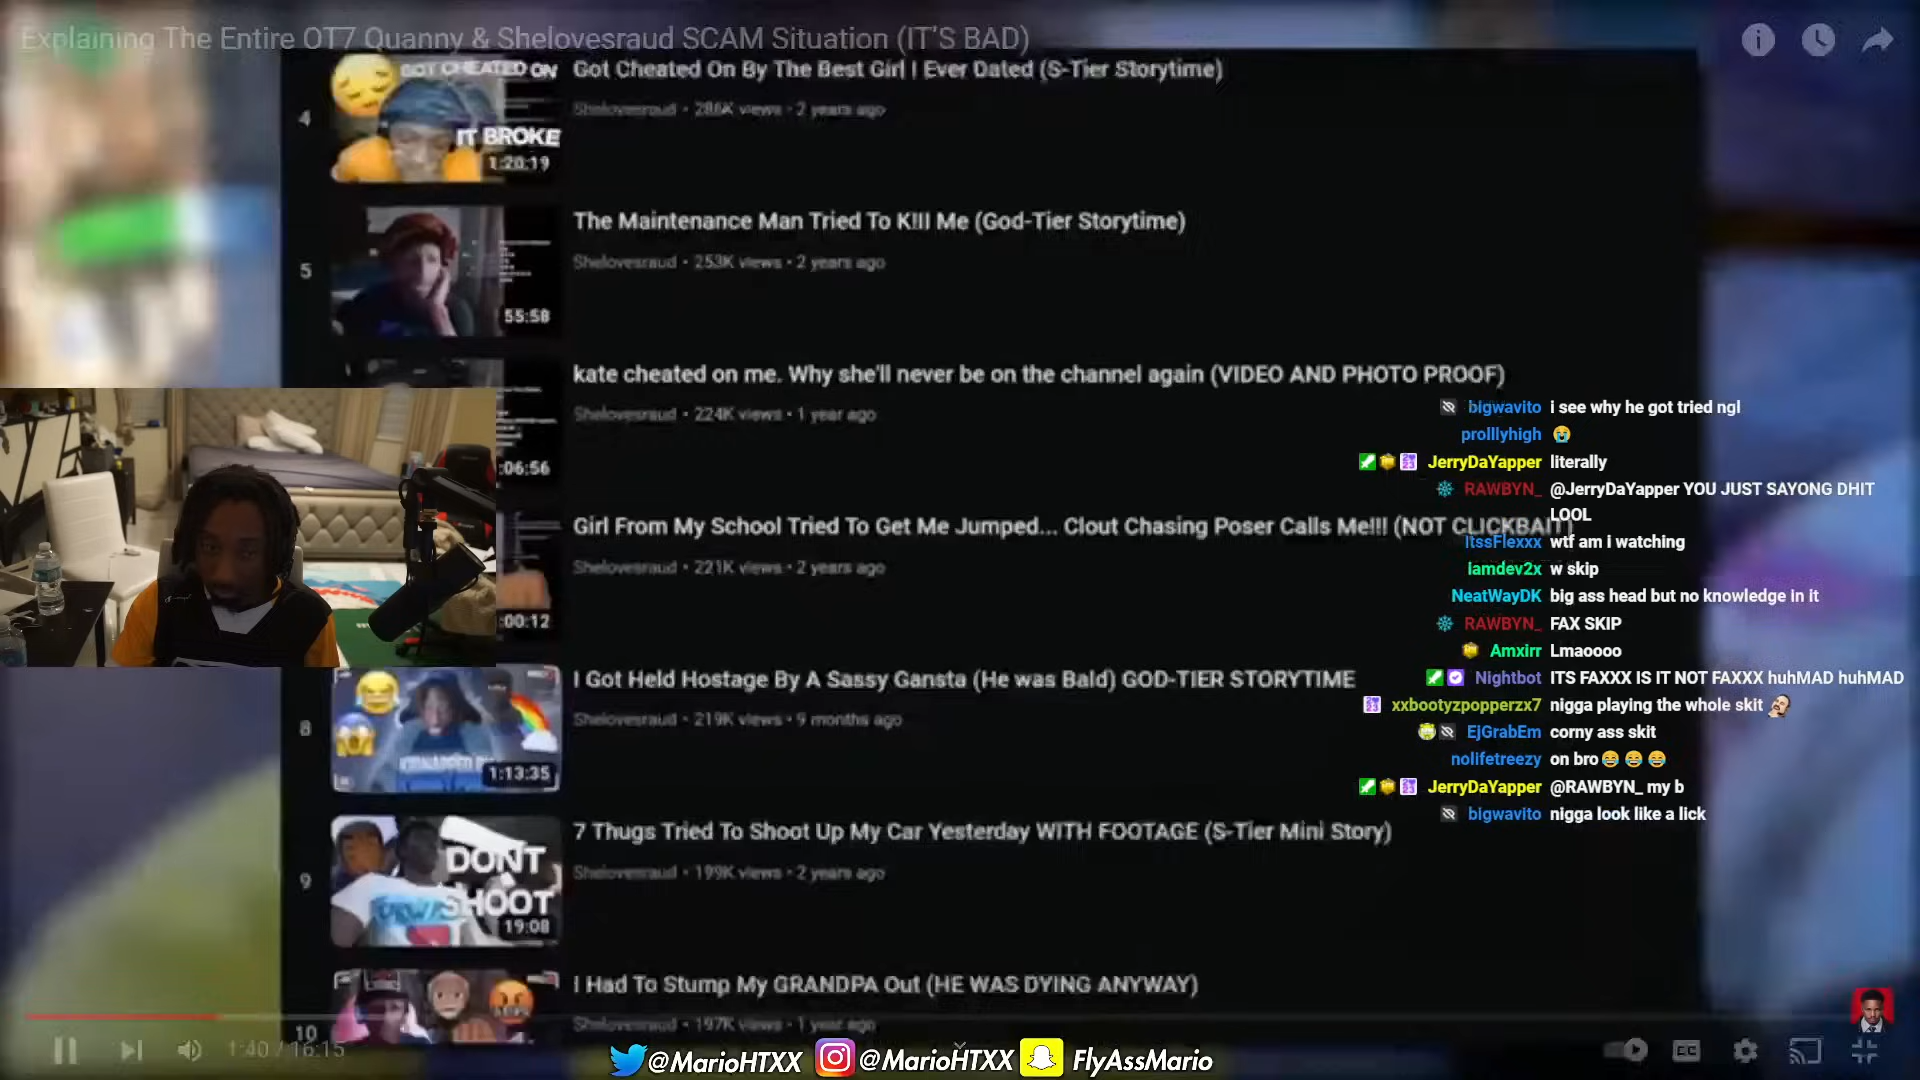 Explaining The Entire OT7 Quanny & Shelovesraud SCAM Situation (IT'S BAD)
GOT CHEATED ON
IT BROKE
1:20:19
4
Got Cheated On By The Best Girl I Ever Dated (S-Tier Storytime)
Shelovesraud • 286K views • 2 years ago
5
55:58
The Maintenance Man Tried To K!ll Me (God-Tier Storytime)
Shelovesraud • 253K views • 2 years ago
kate cheated on me. Why she'll never be on the channel again (VIDEO AND PHOTO PROOF)
Shelovesraud • 224K views • 1 year ago
:06:56
Girl From My School Tried To Get Me Jumped... Clout Chasing Poser Calls Me!!! (NOT CLICKBAIT)
Shelovesraud • 221K views • 2 years ago
:00:12
8
1:13:35
I Got Held Hostage By A Sassy Gansta (He was Bald) GOD-TIER STORYTIME
Shelovesraud • 219K views • 9 months ago
9
DONT
SHOOT
19:08
7 Thugs Tried To Shoot Up My Car Yesterday WITH FOOTAGE (S-Tier Mini Story)
Shelovesraud • 199K views • 2 years ago
10
I Had To Stump My GRANDPA Out (HE WAS DYING ANYWAY)
Shelovesraud • 197K views • 1 year ago
bigwavito i see why he got tried ngl
prolllyhigh 😭
JerryDaYapper literally
RAWBYN_ @JerryDaYapper YOU JUST SAYONG DHIT
LOOL
ItssFlexxx wtf am i watching
Iamdev2x w skip
NeatWayDK big ass head but no knowledge in it
RAWBYN_ FAX SKIP
Amxirr Lmaoooo
Nightbot ITS FAXXX IS IT NOT FAXXX huhMAD huhMAD
xxbootyzpopperzx7 nigga playing the whole skit
EjGrabEm corny ass skit
nolifetreezy on bro😂 😂 😂
JerryDaYapper @RAWBYN_ my b
bigwavito nigga look like a lick
1:40 / 16:15
CC
@MarioHTXX @MarioHTXX FlyAssMario